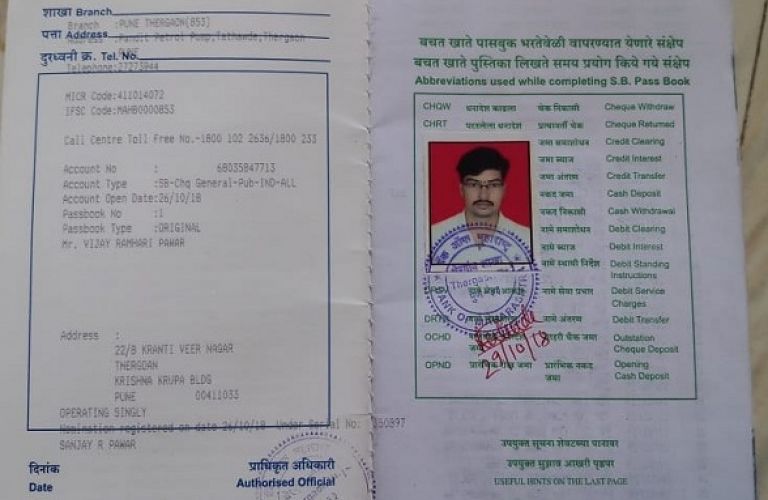 शाखा Branch
Branch :PUNE THERGAON(853)
पत्ता Address
Address :Pandit Petrol Pump,Tathwde,Thergaon
PUNE
दुरध्वनी क्र. Tel. No.
Telephone:27273944
MICR Code:411014072
IFSC Code:MAHB0000853
Call Centre Toll Free No.-1800 102 2636/1800 233
Account No : 68035847713
Account Type :SB-Chq General-Pub-IND-ALL
Account Open Date:26/10/18
Passbook No :1
Passbook Type :ORIGINAL
Mr. VIJAY RAMHARI PAWAR
Address :
22/B KRANTI VEER NAGAR
THERGOAN
KRISHNA KRUPA BLDG
PUNE 00411033
OPERATING SINGLY
Nomination registered on date 26/10/18 Under Serial No: 350397
SANJAY R PAWAR
दिनांक
Date
प्राधिकृत अधिकारी
Authorised Official
बचत खाते पासबुक भरतेवेळी वापरण्यात येणारे संक्षेप
बचत खाते पुस्तिका लिखते समय प्रयोग किये गये संक्षेप
Abbreviations used while completing S.B. Pass Book
CHQW धनादेश काढला चेक निकासी Cheque Withdraw
CHRT परतलेला धनादेश प्रत्यावर्ती चेक Cheque Returned
जमा समाशोधन Credit Clearing
जमा ब्याज Credit Interest
जमा अंतरण Credit Transfer
नकद जमा Cash Deposit
नकद निकासी Cash Withdrawal
नामे समाशोधन Debit Clearing
नामे ब्याज Debit Interest
नामे स्थायी निर्देश Debit Standing Instructions
नामे सेवा प्रभार Debit Service Charges
नामे अंतरण Debit Transfer
OCHD बाहरी चेक जमा Outstation Cheque Deposit
OPND प्रारंभिक रोख जमा प्रारंभिक नकद जमा Opening Cash Deposit
बैंक ऑफ महाराष्ट्र
BANK OF MAHARASHTRA
29/10/18
उपयुक्त सूचना शेवटच्या पानावर
उपयुक्त सुझाव आखरी पृष्ठपर
USEFUL HINTS ON THE LAST PAGE